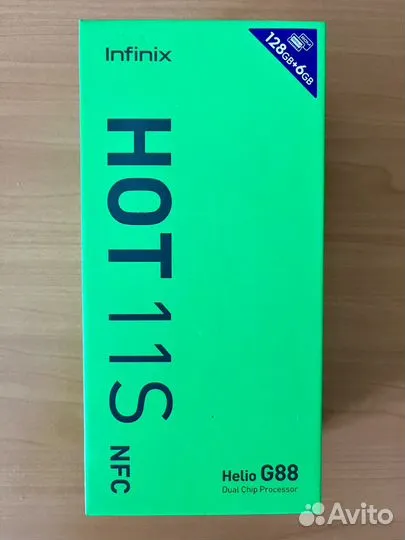 Infinix
128GB+6GB
HOT 11S NFC
Helio G88
Dual Chip Processor
Avito